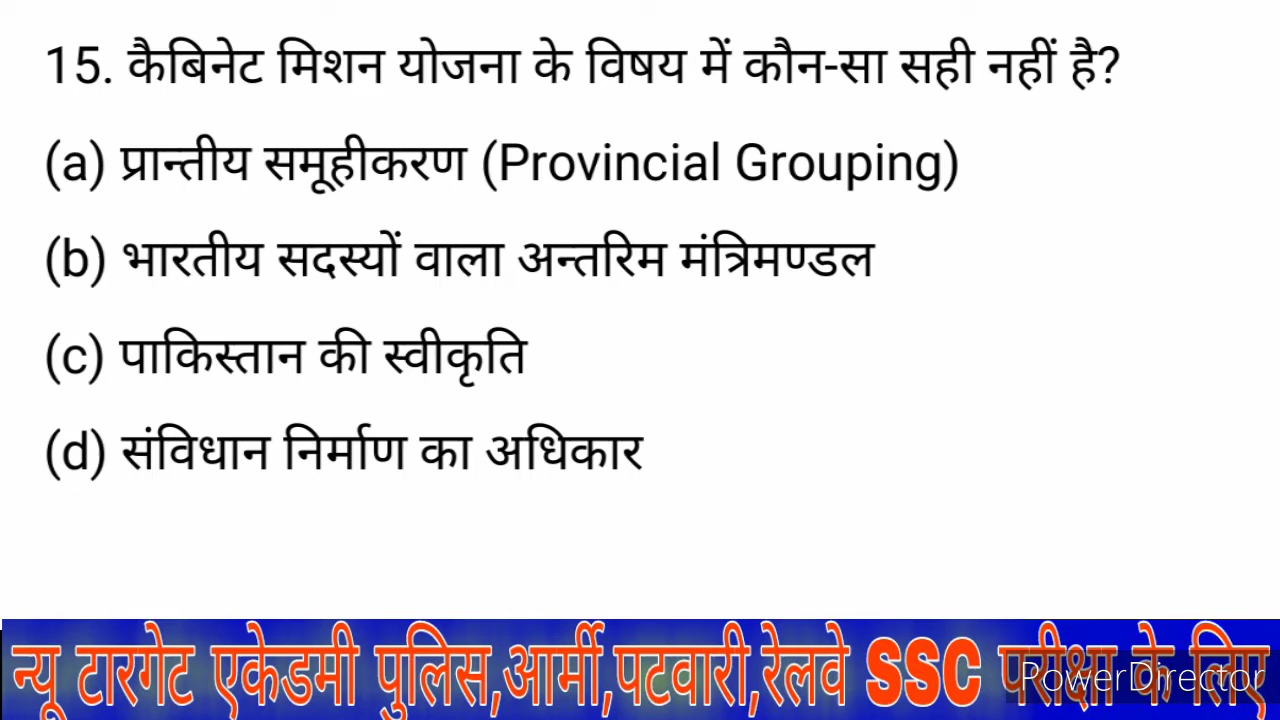 15. कैबिनेट मिशन योजना के विषय में कौन-सा सही नहीं है?
(a) प्रान्तीय समूहीकरण (Provincial Grouping)
(b) भारतीय सदस्यों वाला अन्तरिम मंत्रिमण्डल
(c) पाकिस्तान की स्वीकृति
(d) संविधान निर्माण का अधिकार
न्यू टारगेट एकेडमी पुलिस,आर्मी,पटवारी,रेलवे SSC परीक्षा के लिए
PowerDirector